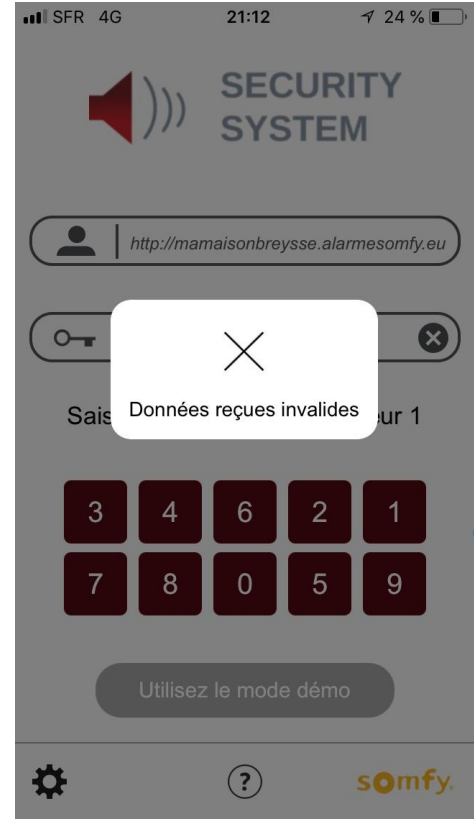 SFR 4G 21:12 24 %
SECURITY
SYSTEM
http://mamaisonbreysse.alarmesomfy.eu
Données reçues invalides
Sais
eur 1
3 4 6 2 1
7 8 0 5 9
Utilisez le mode démo
?
somfy.